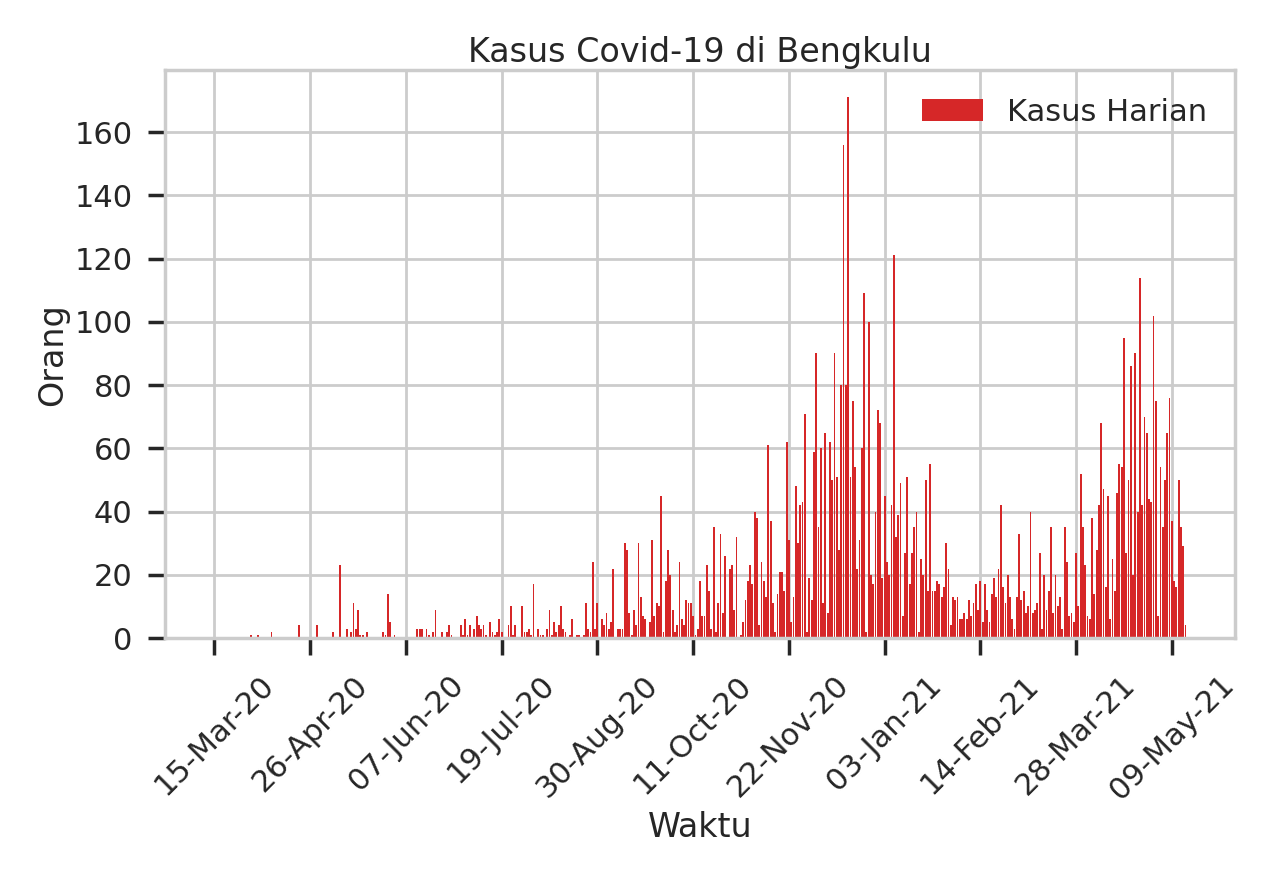 Kasus Covid-19 di Bengkulu
Kasus Harian
Orang
160
140
120
100
80
60
40
20
0
15-Mar-20
26-Apr-20
07-Jun-20
19-Jul-20
30-Aug-20
11-Oct-20
22-Nov-20
03-Jan-21
14-Feb-21
28-Mar-21
09-May-21
Waktu